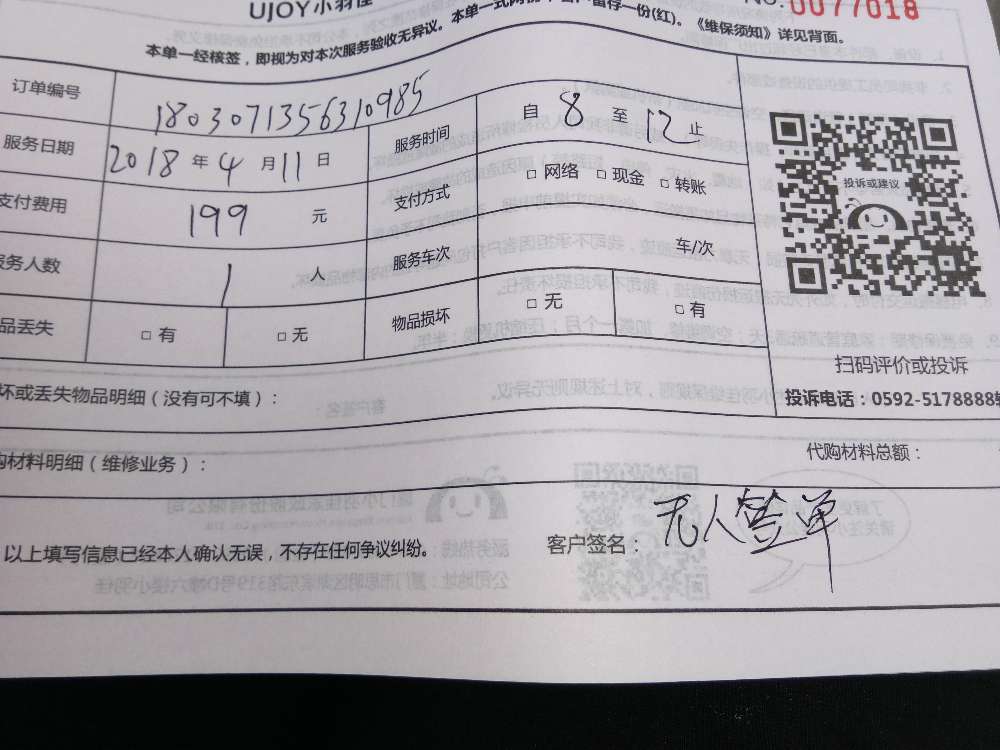 UJOY小羽佳
NO.0077018
本单一经核签，即视为对本次服务验收无异议。本单一式两份 留存一份(红)。《维保须知》详见背面。
订单编号 1803071356310985
服务日期 2018年4月11日 服务时间 自8至12止
支付费用 199元 支付方式 □网络 □现金 □转账
服务人数 1人 服务车次 车/次
品丢失 □有 □无 物品损坏 □无 □有
投诉或建议
扫码评价或投诉
投诉电话：0592-5178888转
坏或丢失物品明细（没有可不填）：
购材料明细（维修业务）： 代购材料总额：
以上填写信息已经本人确认无误，不存在任何争议纠纷。 客户签名：无人签单